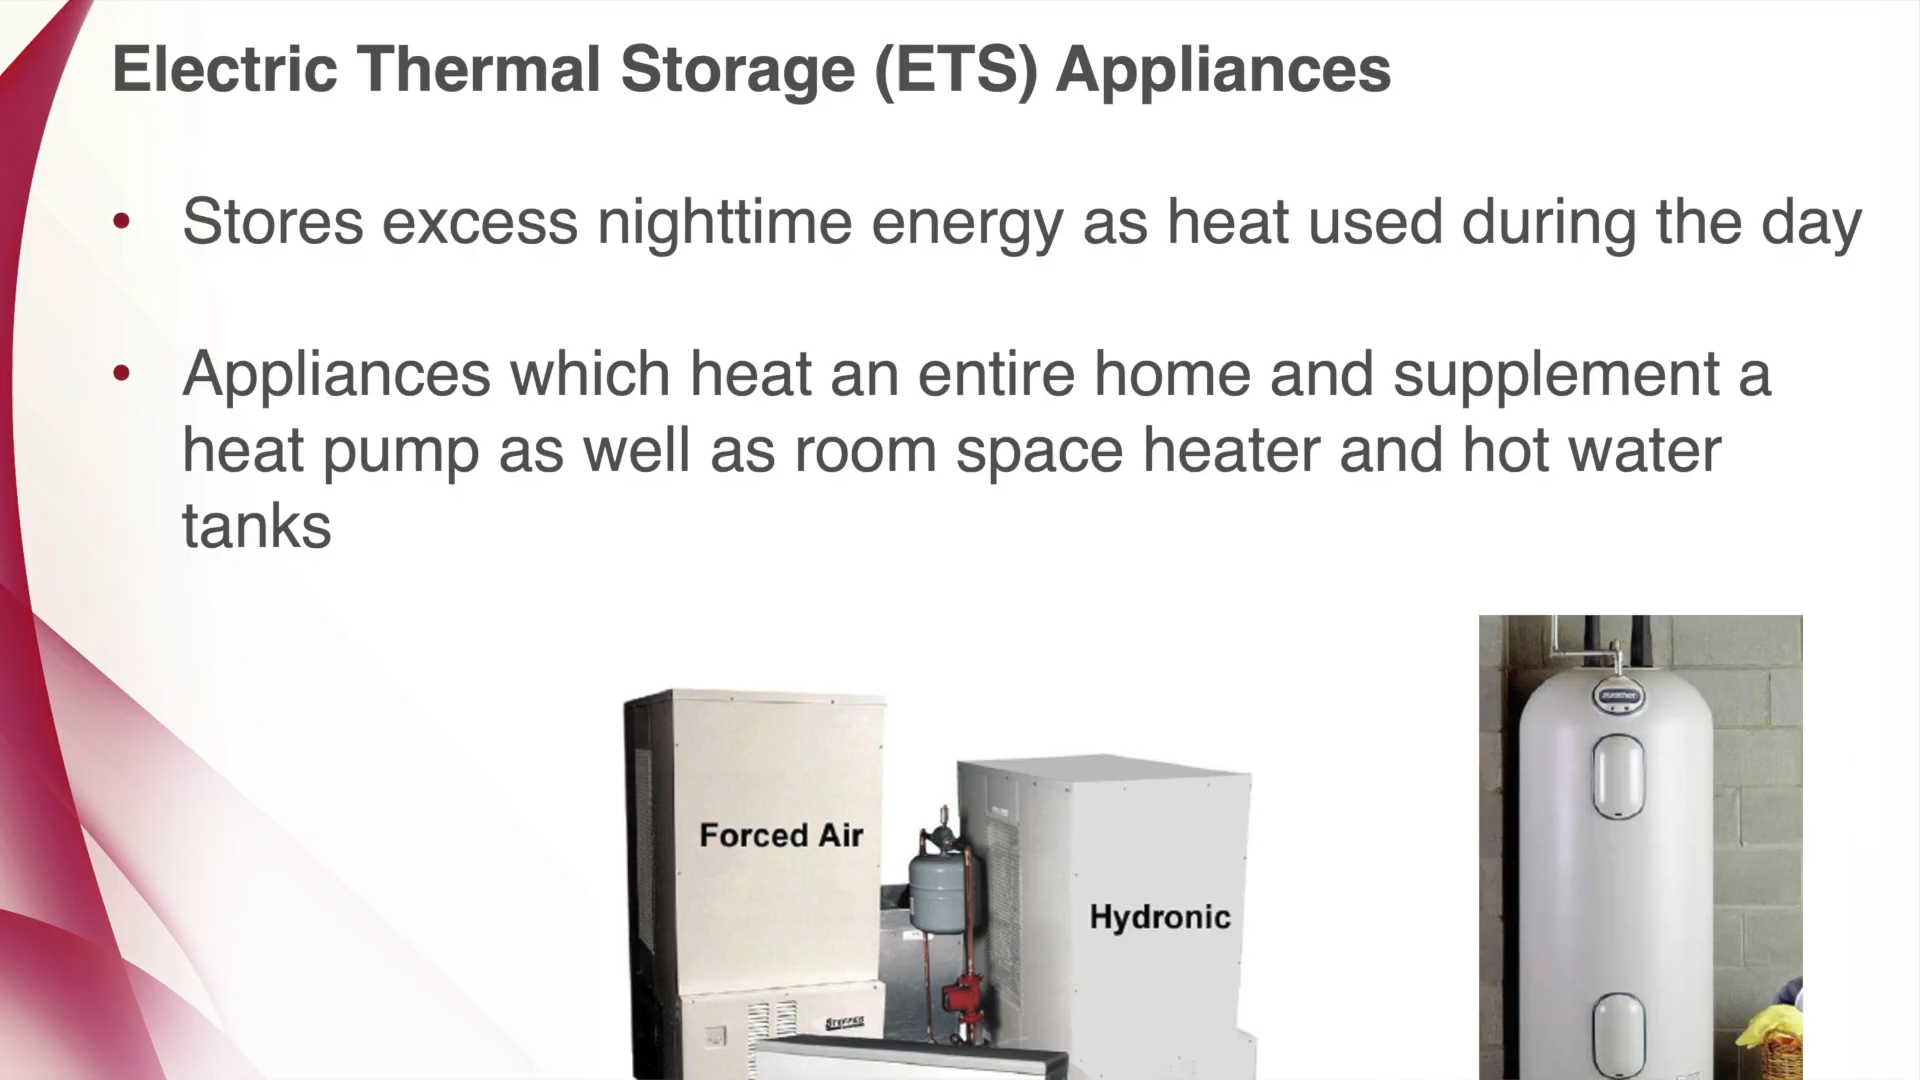 Electric Thermal Storage (ETS) Appliances
• Stores excess nighttime energy as heat used during the day
• Appliances which heat an entire home and supplement a
heat pump as well as room space heater and hot water
tanks
Forced Air
Hydronic
STEFFES